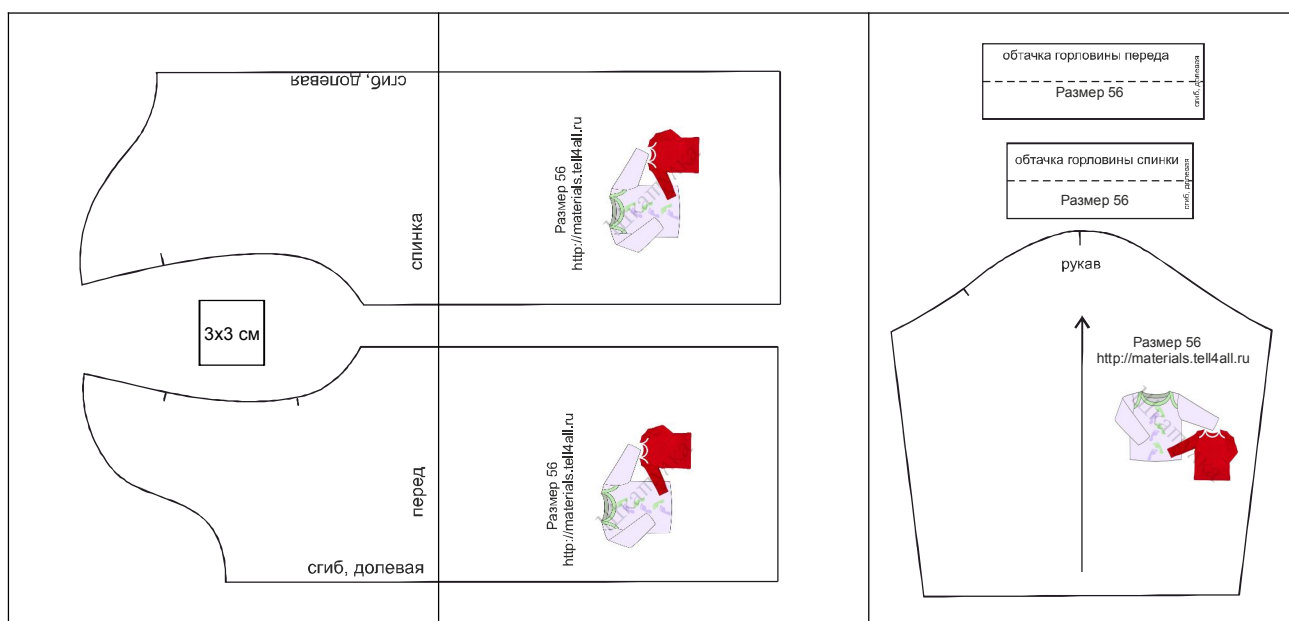 сгиб, долевая
спинка
Размер 56
http://materials.tell4all.ru
3х3 см
перед
сгиб, долевая
Размер 56
http://materials.tell4all.ru
обтачка горловины переда
Размер 56
сгиб, долевая
обтачка горловины спинки
Размер 56
сгиб, долевая
рукав
Размер 56
http://materials.tell4all.ru